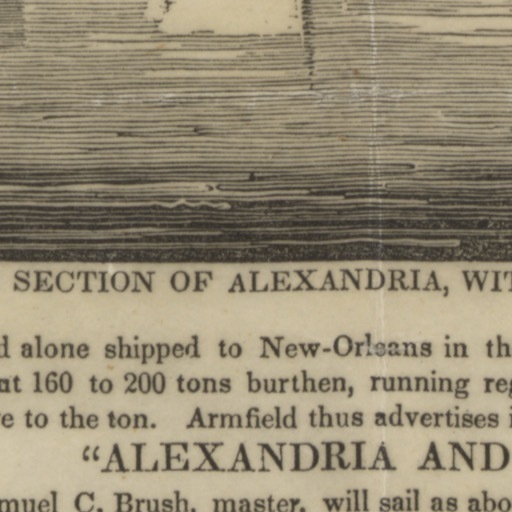 SECTION OF ALEXANDRIA, WIT
d alone shipped to New-Orleans in th
at 160 to 200 tons burthen, running reg
e to the ton. Armfield thus advertises i
"ALEXANDRIA AND
muel C. Brush, master, will sail as abo